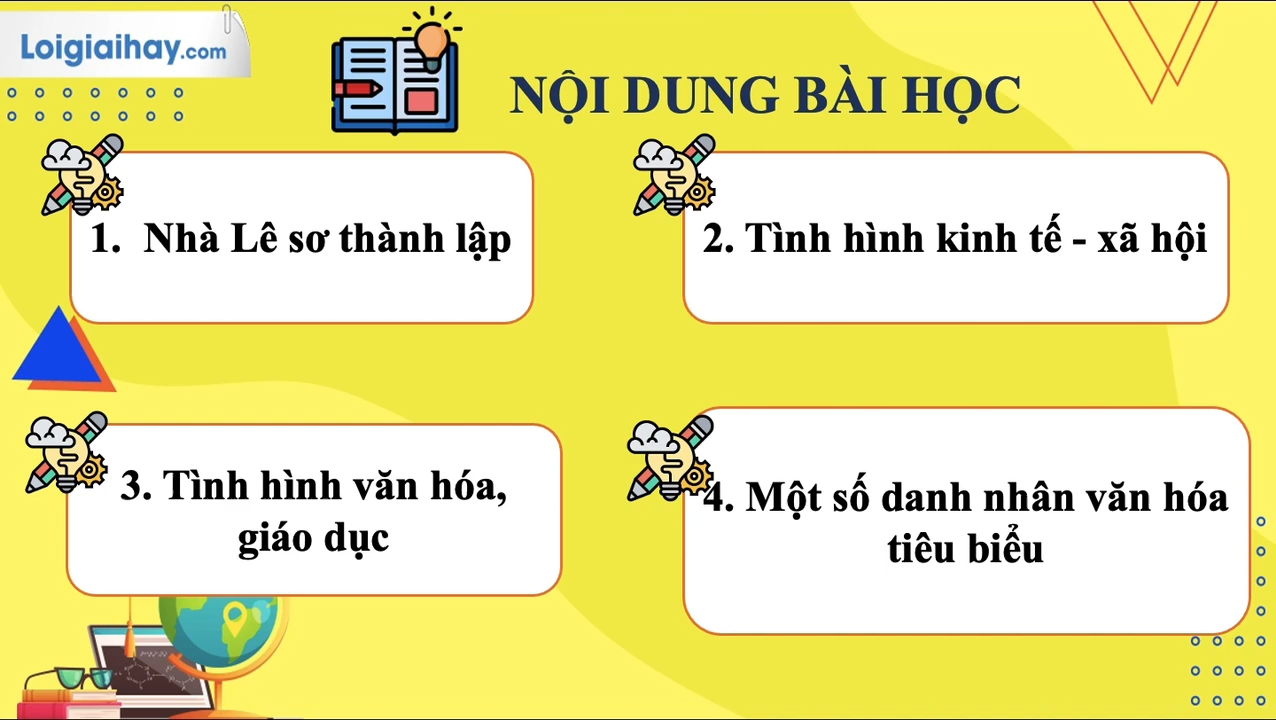 Loigiaihay.com
NỘI DUNG BÀI HỌC
1. Nhà Lê sơ thành lập
2. Tình hình kinh tế - xã hội
3. Tình hình văn hóa,
giáo dục
4. Một số danh nhân văn hóa
tiêu biểu